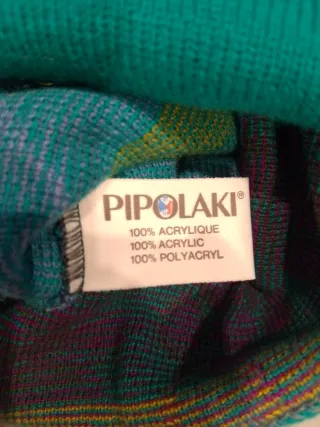 PIPOLAKI®
100% ACRYLIQUE
100% ACRYLIC
100% POLYACRYL